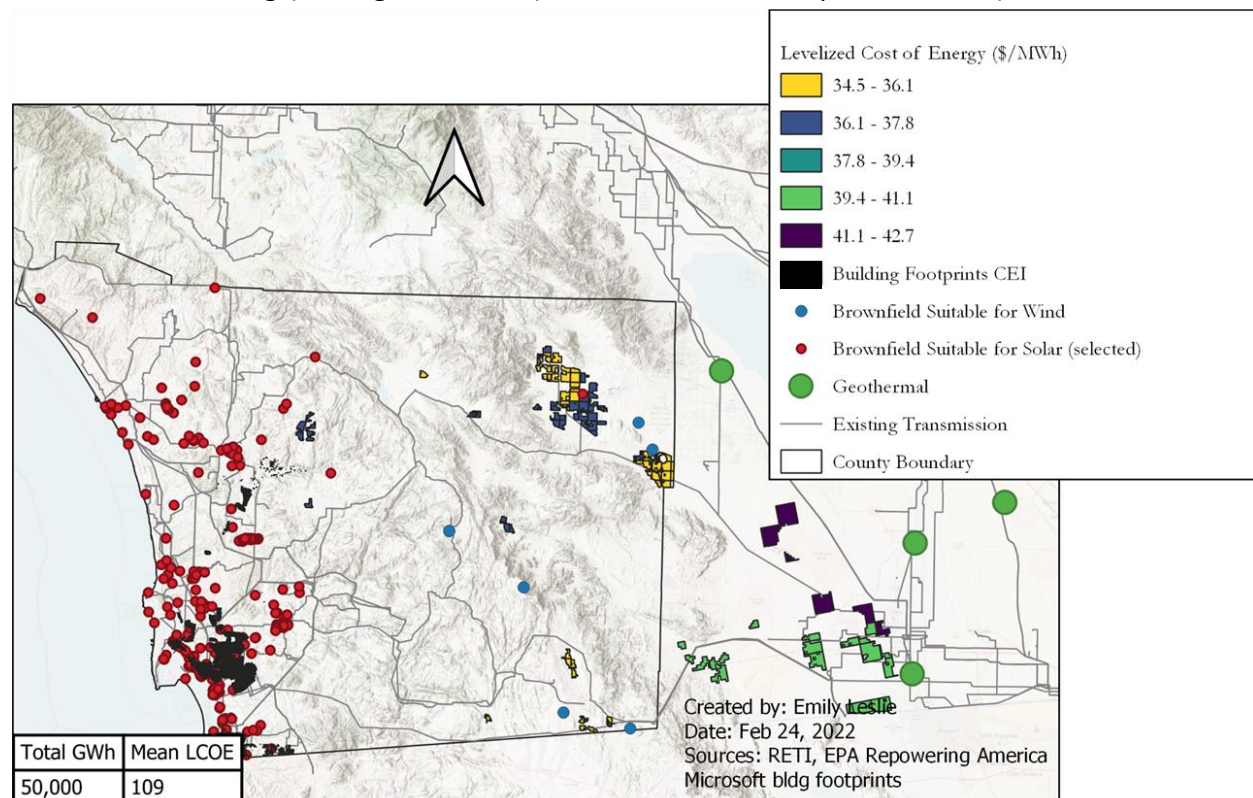 Levelized Cost of Energy ($/MWh)
34.5 - 36.1
36.1 - 37.8
37.8 - 39.4
39.4 - 41.1
41.1 - 42.7
Building Footprints CEI
Brownfield Suitable for Wind
Brownfield Suitable for Solar (selected)
Geothermal
Existing Transmission
County Boundary
Created by: Emily Leslie
Date: Feb 24, 2022
Sources: RETI, EPA Repowering America
Microsoft bldg footprints
Total GWh Mean LCOE
50,000 109